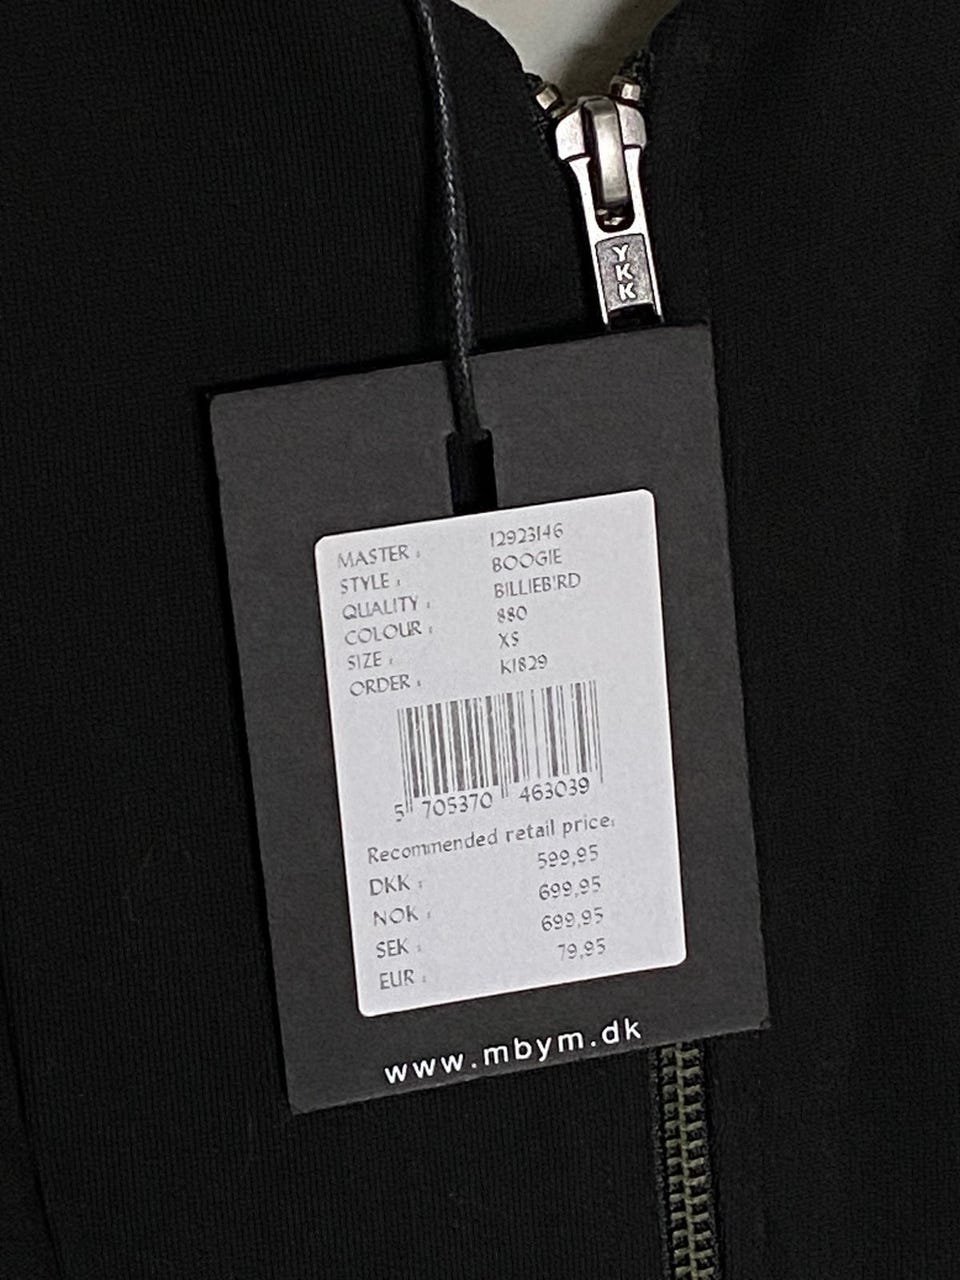 YKK
MASTER : 12923146
STYLE : BOOGIE
QUALITY : BILLIEBIRD
COLOUR : 880
SIZE : XS
ORDER : K1829
5 705370 463039
Recommended retail price:
DKK : 599,95
NOK : 699,95
SEK : 699,95
EUR : 79,95
www.mbym.dk